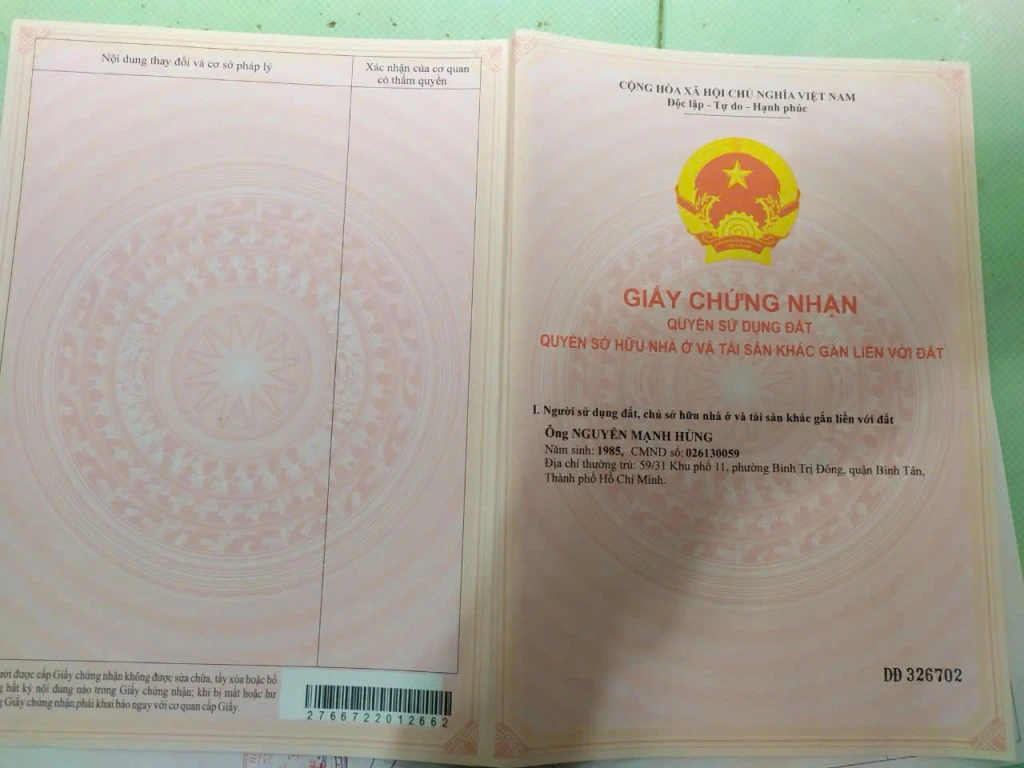 Nội dung thay đổi và cơ sở pháp lý
Xác nhận của cơ quan
có thẩm quyền
ười được cấp Giấy chứng nhận không được sửa chữa, tẩy xóa hoặc bổ
g bất kỳ nội dung nào trong Giấy chứng nhận; khi bị mất hoặc hư
g Giấy chứng nhận phải khai báo ngay với cơ quan cấp Giấy.
2766722012662
CỘNG HÒA XÃ HỘI CHỦ NGHĨA VIỆT NAM
Độc lập - Tự do - Hạnh phúc
GIẤY CHỨNG NHẬN
QUYỀN SỬ DỤNG ĐẤT
QUYỀN SỞ HỮU NHÀ Ở VÀ TÀI SẢN KHÁC GẮN LIỀN VỚI ĐẤT
I. Người sử dụng đất, chủ sở hữu nhà ở và tài sản khác gắn liền với đất
Ông NGUYỄN MẠNH HÙNG
Năm sinh: 1985, CMND số: 026130059
Địa chỉ thường trú: 59/31 Khu phố 11, phường Bình Trị Đông, quận Bình Tân,
Thành phố Hồ Chí Minh.
DĐ 326702